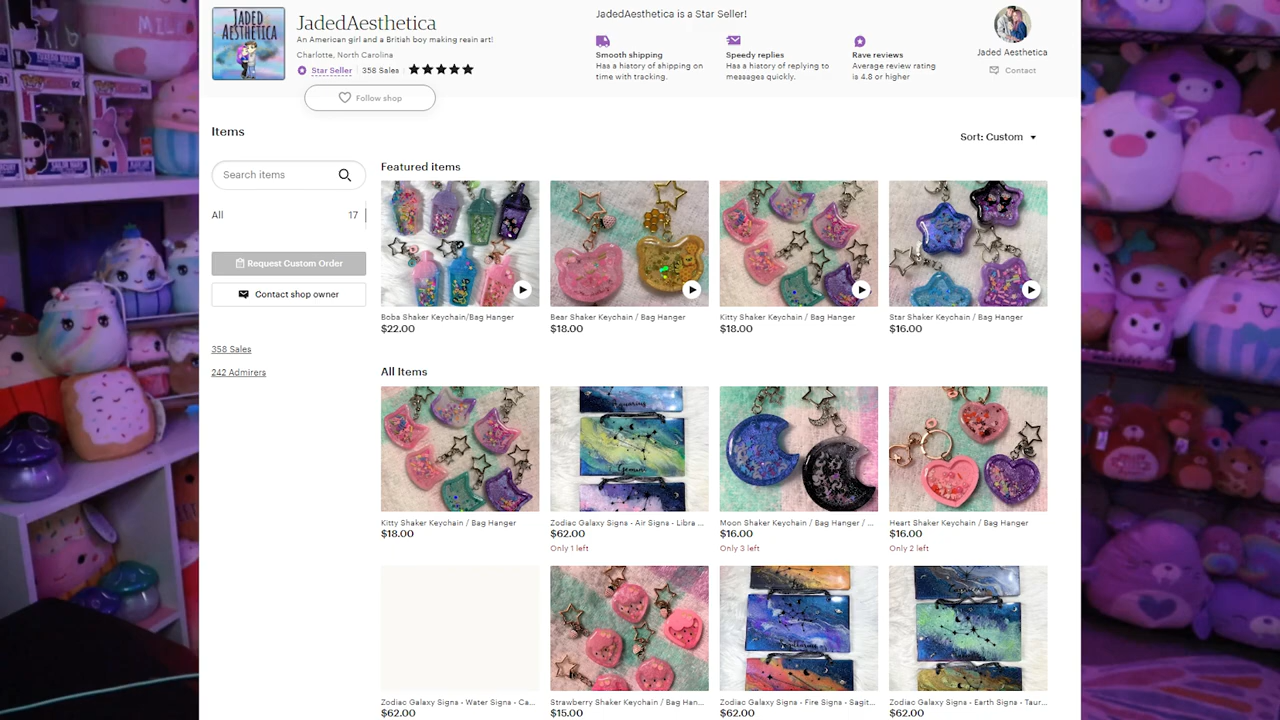 JADED
AESTHETICA
JadedAesthetica
An American girl and a British boy making resin art!
Charlotte, North Carolina
Star Seller | 358 Sales
Follow shop
JadedAesthetica is a Star Seller!
Smooth shipping
Has a history of shipping on
time with tracking.
Speedy replies
Has a history of replying to
messages quickly.
Rave reviews
Average review rating
is 4.8 or higher
Jaded Aesthetica
Contact
Items
Sort: Custom
Search items
All 17
Request Custom Order
Contact shop owner
358 Sales
242 Admirers
Featured items
Boba Shaker Keychain/Bag Hanger
$22.00
Bear Shaker Keychain / Bag Hanger
$18.00
Kitty Shaker Keychain / Bag Hanger
$18.00
Star Shaker Keychain / Bag Hanger
$16.00
All Items
Aquarius
Gemini
Kitty Shaker Keychain / Bag Hanger
$18.00
Zodiac Galaxy Signs - Air Signs - Libra ...
$62.00
Only 1 left
Moon Shaker Keychain / Bag Hanger / ...
$16.00
Only 3 left
Heart Shaker Keychain / Bag Hanger
$16.00
Only 2 left
Zodiac Galaxy Signs - Water Signs - Ca...
$62.00
Strawberry Shaker Keychain / Bag Han...
$15.00
Zodiac Galaxy Signs - Fire Signs - Sagit...
$62.00
Zodiac Galaxy Signs - Earth Signs - Taur...
$62.00